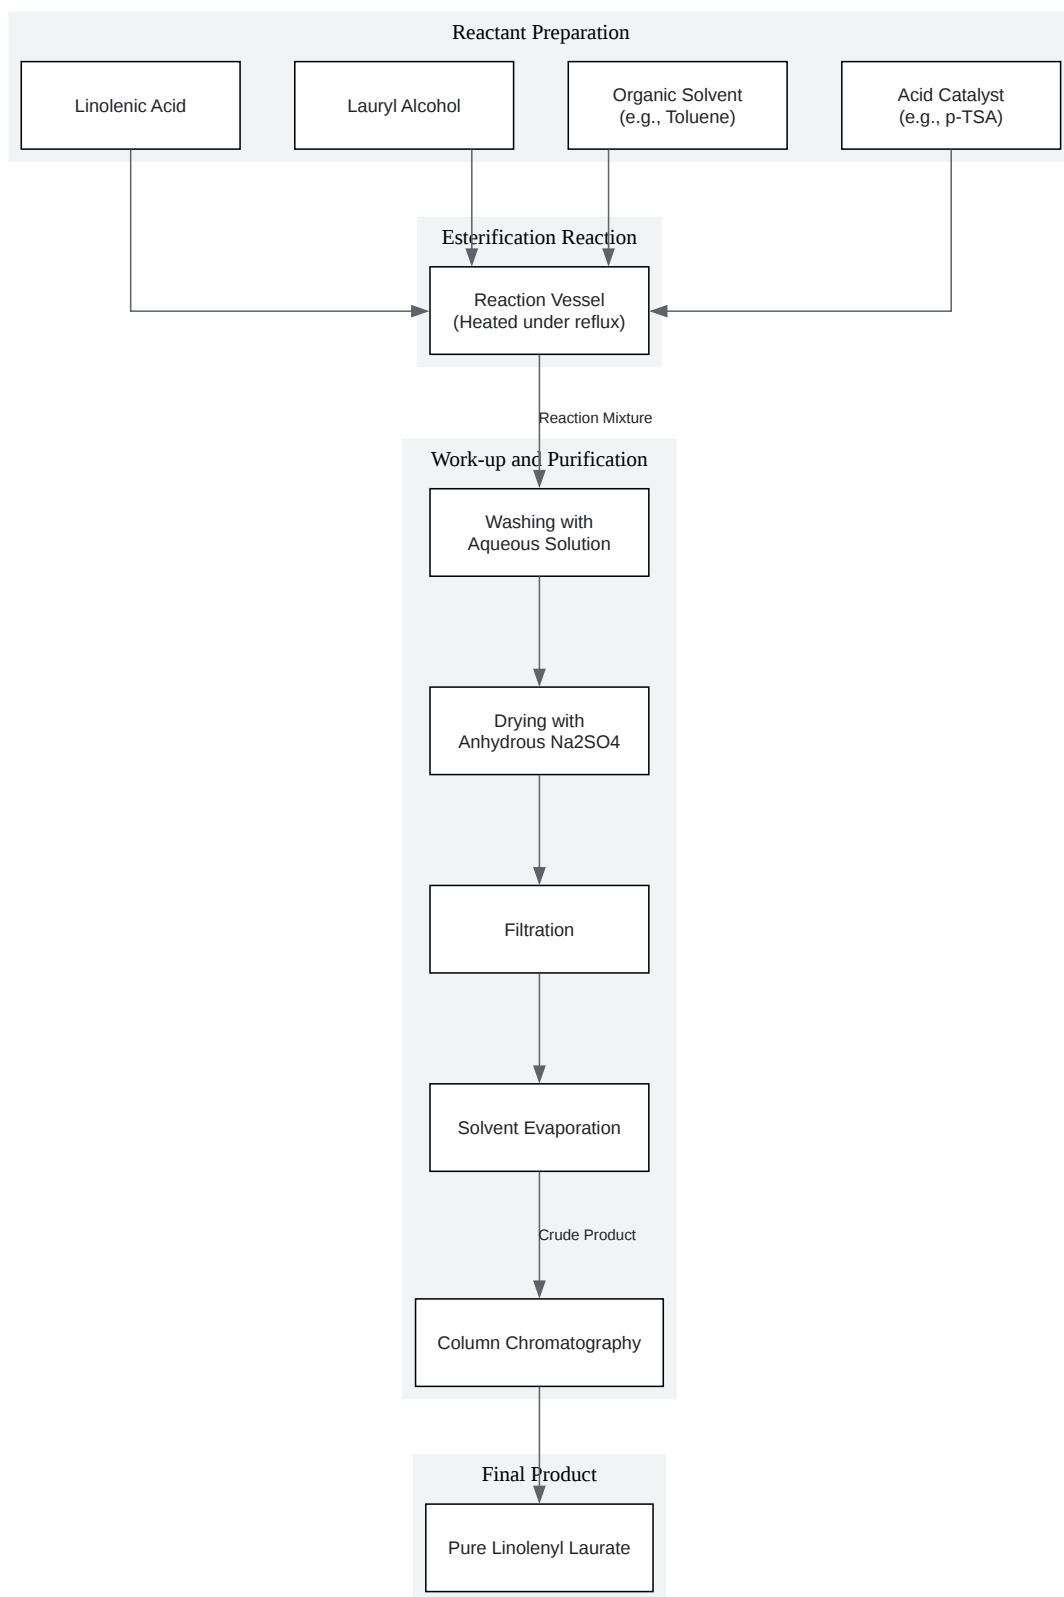 Reactant Preparation
Linolenic Acid
Lauryl Alcohol
Organic Solvent
(e.g., Toluene)
Acid Catalyst
(e.g., p-TSA)
Esterification Reaction
Reaction Vessel
(Heated under reflux)
Reaction Mixture
Work-up and Purification
Washing with
Aqueous Solution
Drying with
Anhydrous Na2SO4
Filtration
Solvent Evaporation
Crude Product
Column Chromatography
Final Product
Pure Linolenyl Laurate